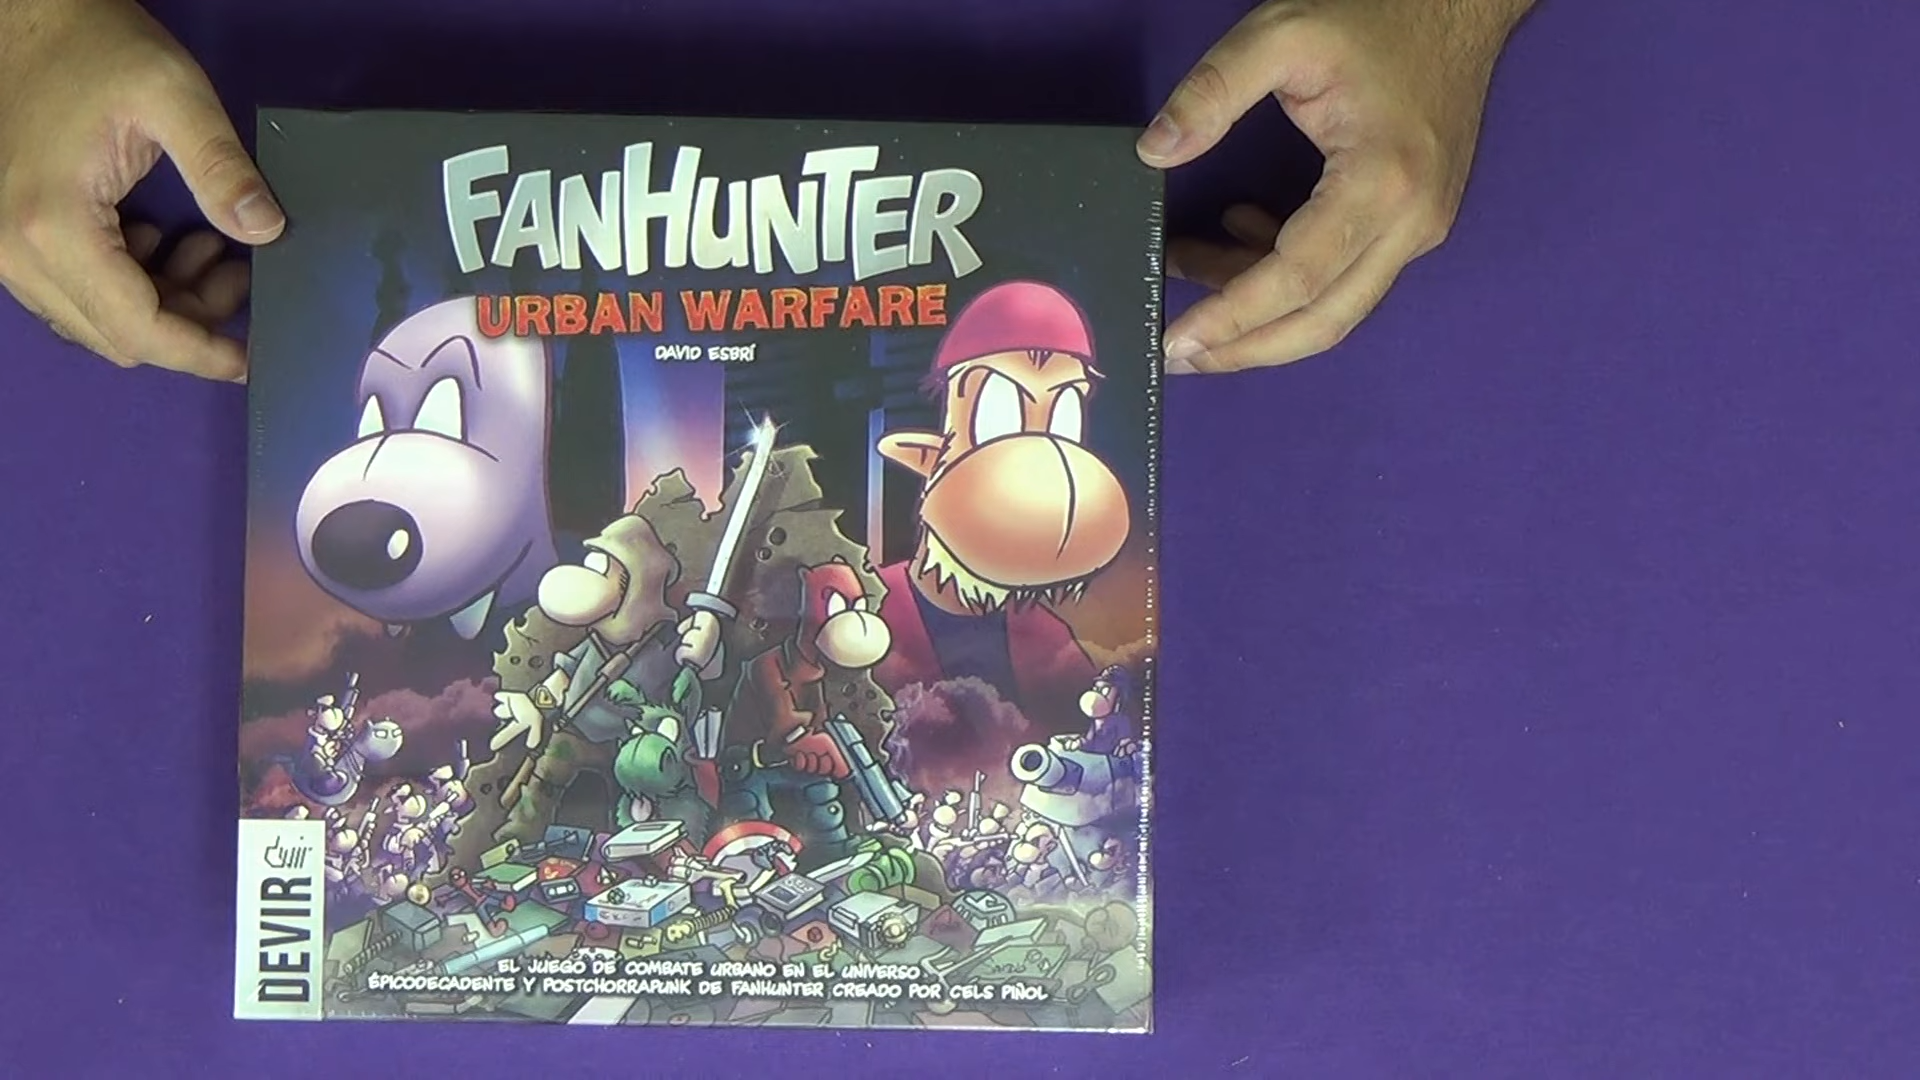 FANHUNTER
URBAN WARFARE
DAVID ESBRÍ
devir
DEVIR
EL JUEGO DE COMBATE URBANO EN EL UNIVERSO
ÉPICODECADENTE Y POSTCHORRAPUNK DE FANHUNTER CREADO POR CELS PIÑOL